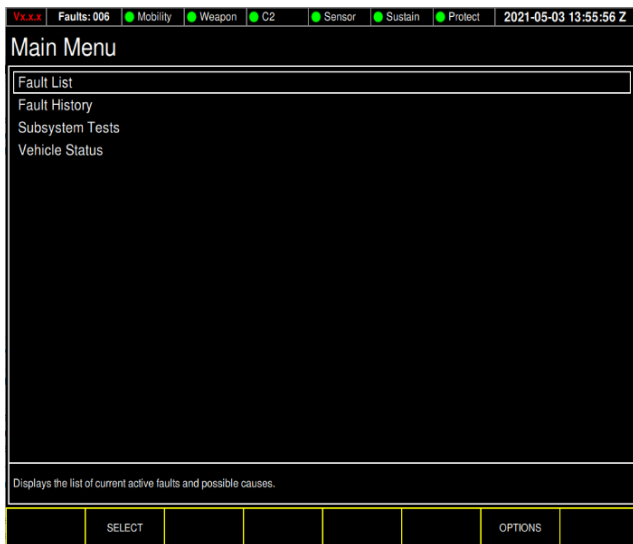 Vx.x.x Faults: 006 Mobility Weapon C2 Sensor Sustain Protect 2021-05-03 13:55:56 Z
Main Menu
Fault List
Fault History
Subsystem Tests
Vehicle Status
Displays the list of current active faults and possible causes.
SELECT OPTIONS